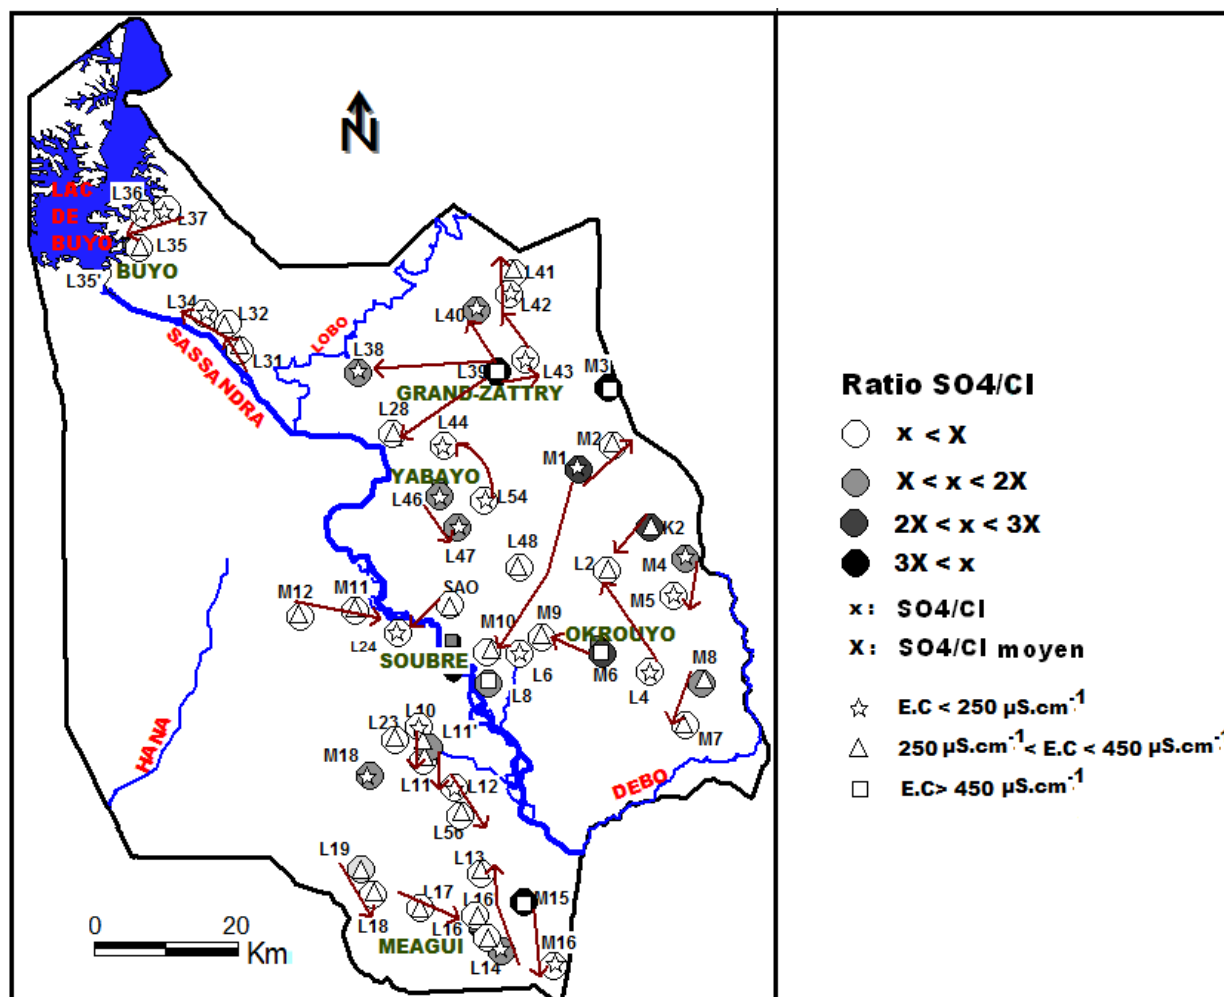 N
L36
LAC
DE
BUYO
L37
L35
L35'
BUYO
L34
L32
L31
SASSANDRA
LOBO
L41
L42
L40
L38
L39
L43
M3
GRAND-ZATTRY
L28
L44
M2
M1
YABAYO
L46
L54
L47
K2
L48
L2
M4
M5
M12
M11
SAO
L24
M10
M9
OKROUYO
SOUBRE
L6
M6
L4
M8
L8
M7
L10
L23
L11'
M18
L11
L12
L56
HANA
DEBO
L19
L13
L17
L16
M15
L18
L16
MEAGUI
L14
M16
0 20
Km
Ratio SO4/Cl
x < X
X < x < 2X
2X < x < 3X
3X < x
x : SO4/Cl
X : SO4/Cl moyen
E.C < 250 µS.cm-1
250 µS.cm-1 < E.C < 450 µS.cm-1
E.C> 450 µS.cm-1